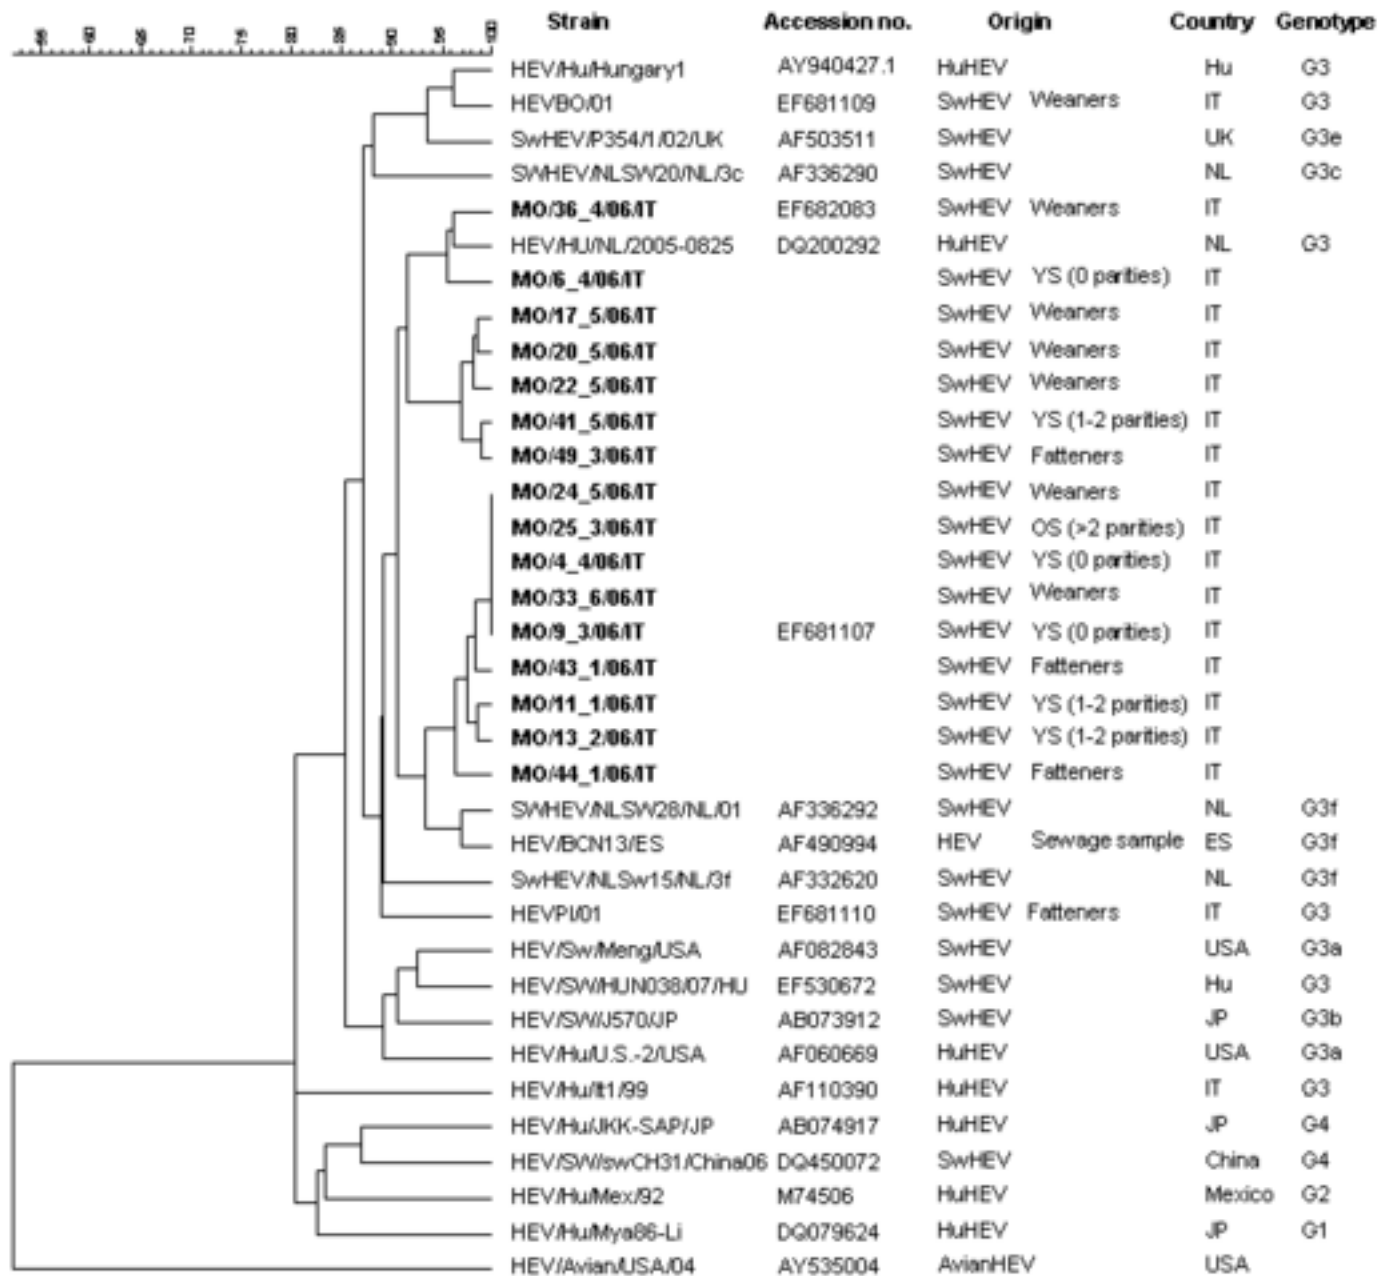 Strain Accession no. Origin Country Genotype
55 60 65 70 75 80 85 90 95 100
HEV/Hu/Hungary1 AY940427.1 HuHEV Hu G3
HEVBO/01 EF681109 SwHEV Weaners IT G3
SwHEV/P354/1/02/UK AF503511 SwHEV UK G3e
SWHEV/NLSW20/NL/3c AF336290 SwHEV NL G3c
MO/36_4/06/IT EF682083 SwHEV Weaners IT
HEV/HU/NL/2005-0825 DQ200292 HuHEV NL G3
MO/6_4/06/IT SwHEV YS (0 parities) IT
MO/17_5/06/IT SwHEV Weaners IT
MO/20_5/06/IT SwHEV Weaners IT
MO/22_5/06/IT SwHEV Weaners IT
MO/41_5/06/IT SwHEV YS (1-2 parities) IT
MO/49_3/06/IT SwHEV Fatteners IT
MO/24_5/06/IT SwHEV Weaners IT
MO/25_3/06/IT SwHEV OS (>2 parities) IT
MO/4_4/06/IT SwHEV YS (0 parities) IT
MO/33_6/06/IT SwHEV Weaners IT
MO/9_3/06/IT EF681107 SwHEV YS (0 parities) IT
MO/43_1/06/IT SwHEV Fatteners IT
MO/11_1/06/IT SwHEV YS (1-2 parities) IT
MO/13_2/06/IT SwHEV YS (1-2 parities) IT
MO/44_1/06/IT SwHEV Fatteners IT
SWHEV/NLSW28/NL/01 AF336292 SwHEV NL G3f
HEV/BCN13/ES AF490994 HEV Sewage sample ES G3f
SwHEV/NLSw15/NL/3f AF332620 SwHEV NL G3f
HEVPI/01 EF681110 SwHEV Fatteners IT G3
HEV/Sw/Meng/USA AF082843 SwHEV USA G3a
HEV/SW/HUN038/07/HU EF530672 SwHEV Hu G3
HEV/SW/J570/JP AB073912 SwHEV JP G3b
HEV/Hu/U.S.-2/USA AF060669 HuHEV USA G3a
HEV/Hu/It1/99 AF110390 HuHEV IT G3
HEV/Hu/JKK-SAP/JP AB074917 HuHEV JP G4
HEV/SW/swCH31/China06 DQ450072 SwHEV China G4
HEV/Hu/Mex/92 M74506 HuHEV Mexico G2
HEV/Hu/Mya86-Li DQ079624 HuHEV JP G1
HEV/Avian/USA/04 AY535004 AvianHEV USA